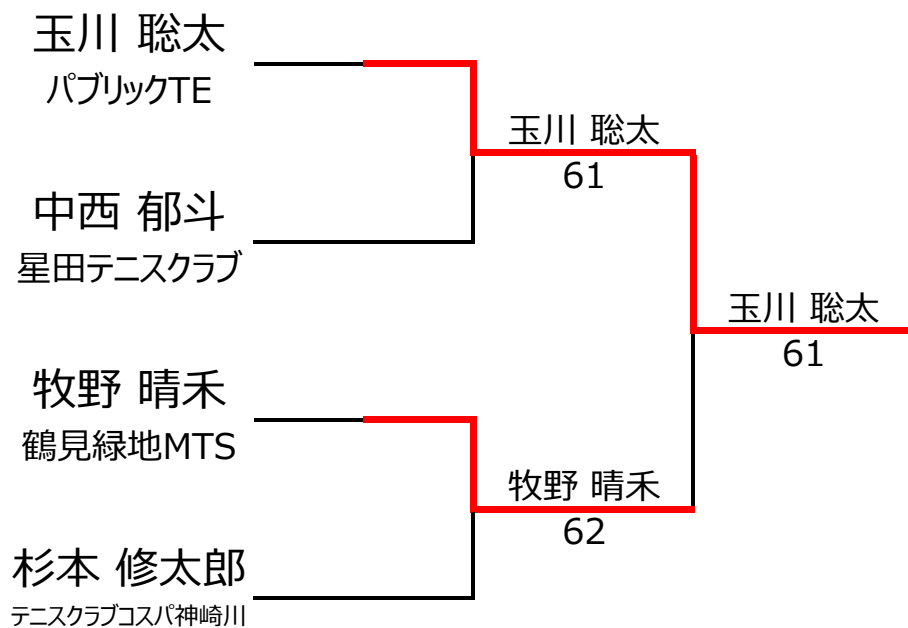 玉川 聡太
パブリックTE
中西 郁斗
星田テニスクラブ
牧野 晴禾
鶴見緑地MTS
杉本 修太郎
テニスクラブコスパ神崎川
玉川 聡太
61
牧野 晴禾
62
玉川 聡太
61